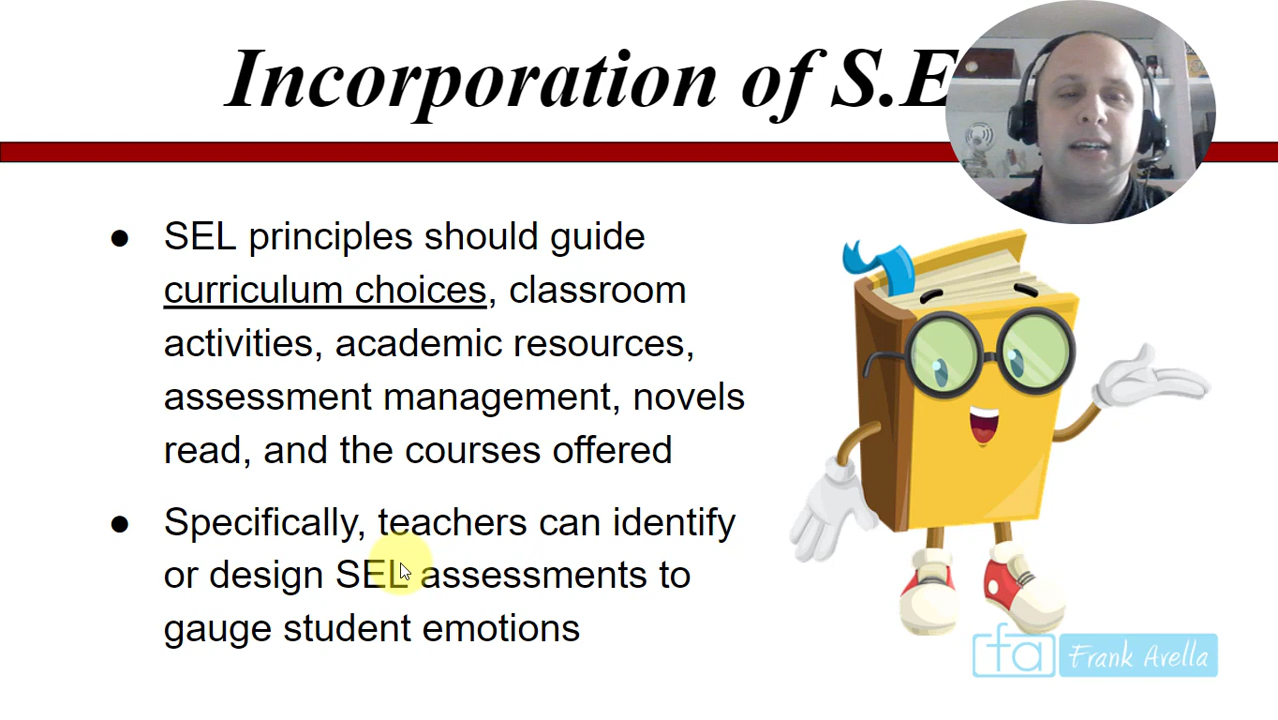 Incorporation of S.E
● SEL principles should guide
curriculum choices, classroom
activities, academic resources,
assessment management, novels
read, and the courses offered
● Specifically, teachers can identify
or design SEL assessments to
gauge student emotions
fa Frank Avella